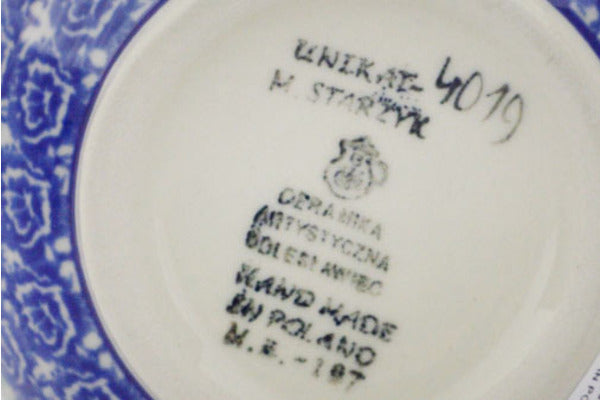 UNIKAT-4019
M. STARZYK
CERAMIKA
ARTYSTYCZNA
BOLESŁAWIEC
HAND MADE
IN POLAND
M.Z.-187